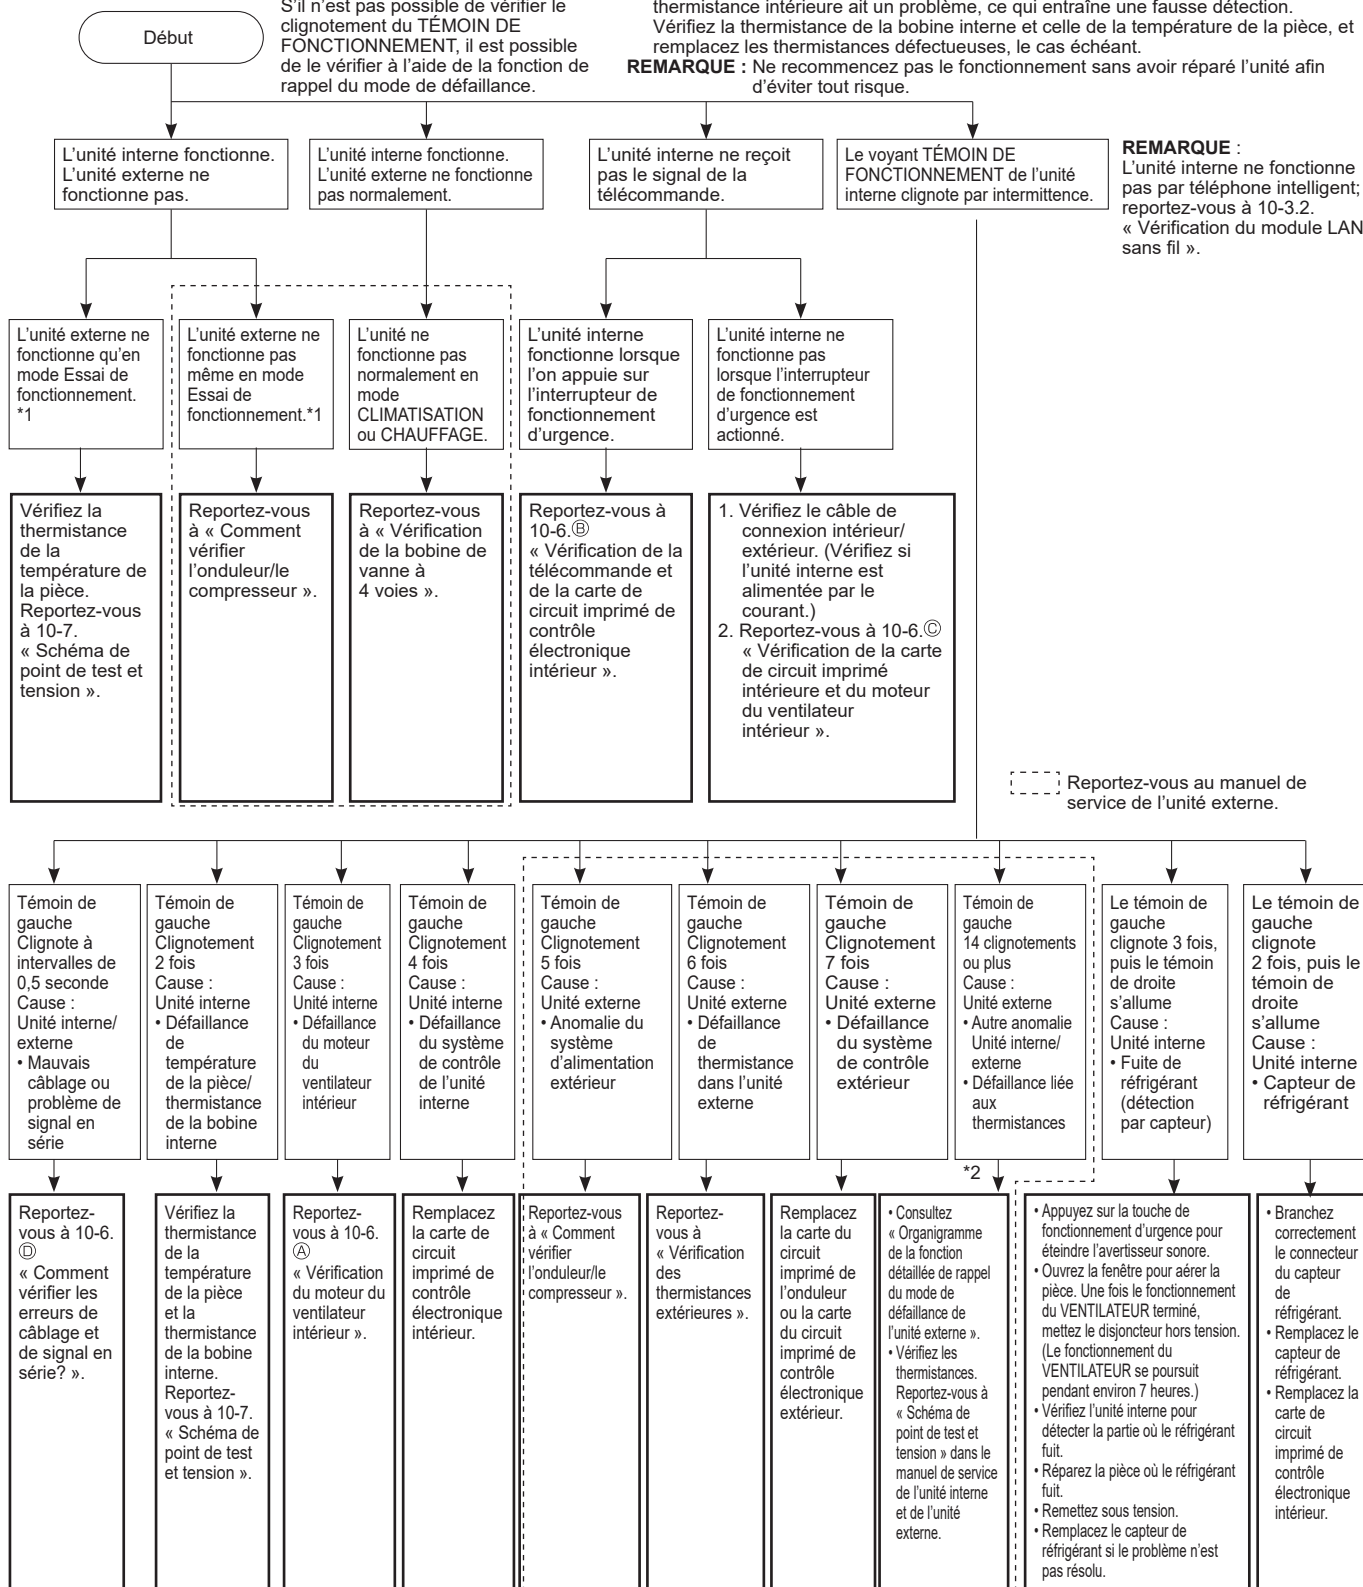 S'il n'est pas possible de vérifier le
clignotement du TÉMOIN DE
FONCTIONNEMENT, il est possible
de le vérifier à l'aide de la fonction de
rappel du mode de défaillance.
thermistance intérieure ait un problème, ce qui entraîne une fausse détection.
Vérifiez la thermistance de la bobine interne et celle de la température de la pièce, et
remplacez les thermistances défectueuses, le cas échéant.
REMARQUE : Ne recommencez pas le fonctionnement sans avoir réparé l'unité afin
d'éviter tout risque.
Début
L'unité interne fonctionne.
L'unité externe ne
fonctionne pas.
L'unité interne fonctionne.
L'unité externe ne fonctionne
pas normalement.
L'unité interne ne reçoit
pas le signal de la
télécommande.
Le voyant TÉMOIN DE
FONCTIONNEMENT de l'unité
interne clignote par intermittence.
REMARQUE :
L'unité interne ne fonctionne
pas par téléphone intelligent;
reportez-vous à 10-3.2.
« Vérification du module LAN
sans fil ».
L'unité externe ne
fonctionne qu'en
mode Essai de
fonctionnement.
*1
L'unité externe ne
fonctionne pas
même en mode
Essai de
fonctionnement.*1
L'unité ne
fonctionne pas
normalement en
mode
CLIMATISATION
ou CHAUFFAGE.
L'unité interne
fonctionne lorsque
l'on appuie sur
l'interrupteur de
fonctionnement
d'urgence.
L'unité interne ne
fonctionne pas
lorsque l'interrupteur
de fonctionnement
d'urgence est
actionné.
Vérifiez la
thermistance
de la
température de
la pièce.
Reportez-vous
à 10-7.
« Schéma de
point de test et
tension ».
Reportez-vous
à « Comment
vérifier
l'onduleur/le
compresseur ».
Reportez-vous
à « Vérification
de la bobine de
vanne à
4 voies ».
Reportez-vous à
10-6.Ⓑ
« Vérification de la
télécommande et
de la carte de
circuit imprimé de
contrôle
électronique
intérieur ».
1. Vérifiez le câble de
connexion intérieur/
extérieur. (Vérifiez si
l'unité interne est
alimentée par le
courant.)
2. Reportez-vous à 10-6.Ⓒ
« Vérification de la carte
de circuit imprimé
intérieure et du moteur
du ventilateur
intérieur ».
Reportez-vous au manuel de
service de l'unité externe.
Témoin de
gauche
Clignote à
intervalles de
0,5 seconde
Cause :
Unité interne/
externe
• Mauvais
câblage ou
problème de
signal en
série
Témoin de
gauche
Clignotement
2 fois
Cause :
Unité interne
• Défaillance
de
température
de la pièce/
thermistance
de la bobine
interne
Témoin de
gauche
Clignotement
3 fois
Cause :
Unité interne
• Défaillance
du moteur
du
ventilateur
intérieur
Témoin de
gauche
Clignotement
4 fois
Cause :
Unité interne
• Défaillance
du système
de contrôle
de l'unité
interne
Témoin de
gauche
Clignotement
5 fois
Cause :
Unité externe
• Anomalie du
système
d'alimentation
extérieur
Témoin de
gauche
Clignotement
6 fois
Cause :
Unité externe
• Défaillance
de
thermistance
dans l'unité
externe
Témoin de
gauche
Clignotement
7 fois
Cause :
Unité externe
• Défaillance
du système
de contrôle
extérieur
Témoin de
gauche
14 clignotements
ou plus
Cause :
Unité externe
• Autre anomalie
Unité interne/
externe
• Défaillance liée
aux
thermistances
Le témoin de
gauche
clignote 3 fois,
puis le témoin
de droite
s'allume
Cause :
Unité interne
• Fuite de
réfrigérant
(détection
par capteur)
Le témoin de
gauche
clignote
2 fois, puis le
témoin de
droite
s'allume
Cause :
Unité interne
• Capteur de
réfrigérant
*2
Reportez-
vous à 10-6.
Ⓓ
« Comment
vérifier les
erreurs de
câblage et
de signal en
série? ».
Vérifiez la
thermistance
de la
température
de la pièce
et la
thermistance
de la bobine
interne.
Reportez-
vous à 10-7.
« Schéma de
point de test
et tension ».
Reportez-
vous à 10-6.
Ⓐ
« Vérification
du moteur du
ventilateur
intérieur ».
Remplacez
la carte de
circuit
imprimé de
contrôle
électronique
intérieur.
Reportez-vous
à « Comment
vérifier
l'onduleur/le
compresseur ».
Reportez-
vous à
« Vérification
des
thermistances
extérieures ».
Remplacez
la carte du
circuit
imprimé de
l'onduleur
ou la carte
du circuit
imprimé de
contrôle
électronique
extérieur.
• Consultez
« Organigramme
de la fonction
détaillée de rappel
du mode de
défaillance de
l'unité externe ».
• Vérifiez les
thermistances.
Reportez-vous à
« Schéma de
point de test et
tension » dans le
manuel de service
de l'unité interne
et de l'unité
externe.
• Appuyez sur la touche de
fonctionnement d'urgence pour
éteindre l'avertisseur sonore.
• Ouvrez la fenêtre pour aérer la
pièce. Une fois le fonctionnement
du VENTILATEUR terminé,
mettez le disjoncteur hors tension.
(Le fonctionnement du
VENTILATEUR se poursuit
pendant environ 7 heures.)
• Vérifiez l'unité interne pour
détecter la partie où le réfrigérant
fuit.
• Réparez la pièce où le réfrigérant
fuit.
• Remettez sous tension.
• Remplacez le capteur de
réfrigérant si le problème n'est
pas résolu.
• Branchez
correctement
le connecteur
du capteur
de
réfrigérant.
• Remplacez le
capteur de
réfrigérant.
• Remplacez la
carte de
circuit
imprimé de
contrôle
électronique
intérieur.